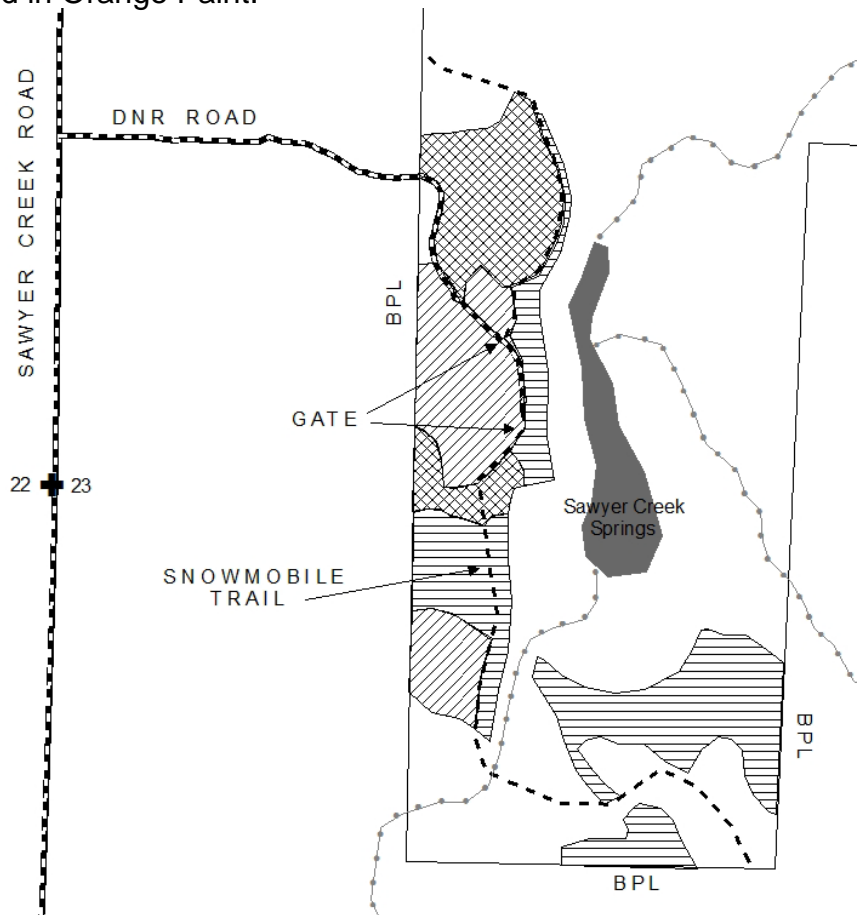 d in Orange Paint.
SAWYER CREEK ROAD
DNR ROAD
BPL
GATE
22 23
Sawyer Creek
Springs
SNOWMOBILE
TRAIL
BPL
BPL